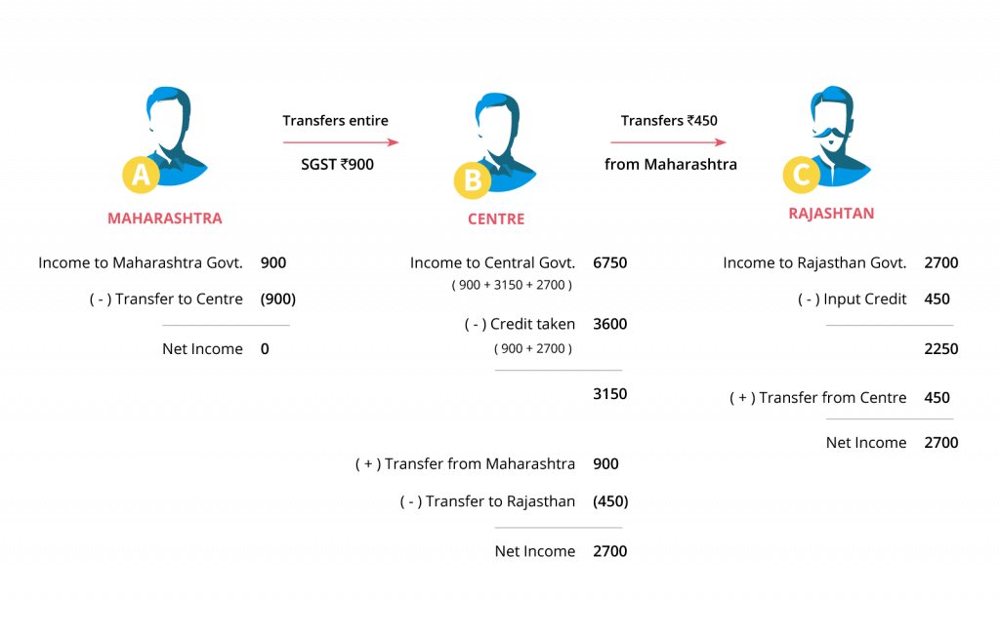 Transfers entire
SGST ₹900
Transfers ₹450
from Maharashtra
A
MAHARASHTRA
B
CENTRE
C
RAJASHTAN
Income to Maharashtra Govt. 900
( - ) Transfer to Centre (900)
Net Income 0
Income to Central Govt. 6750
( 900 + 3150 + 2700 )
( - ) Credit taken 3600
( 900 + 2700 )
3150
( + ) Transfer from Maharashtra 900
( - ) Transfer to Rajasthan (450)
Net Income 2700
Income to Rajasthan Govt. 2700
( - ) Input Credit 450
2250
( + ) Transfer from Centre 450
Net Income 2700